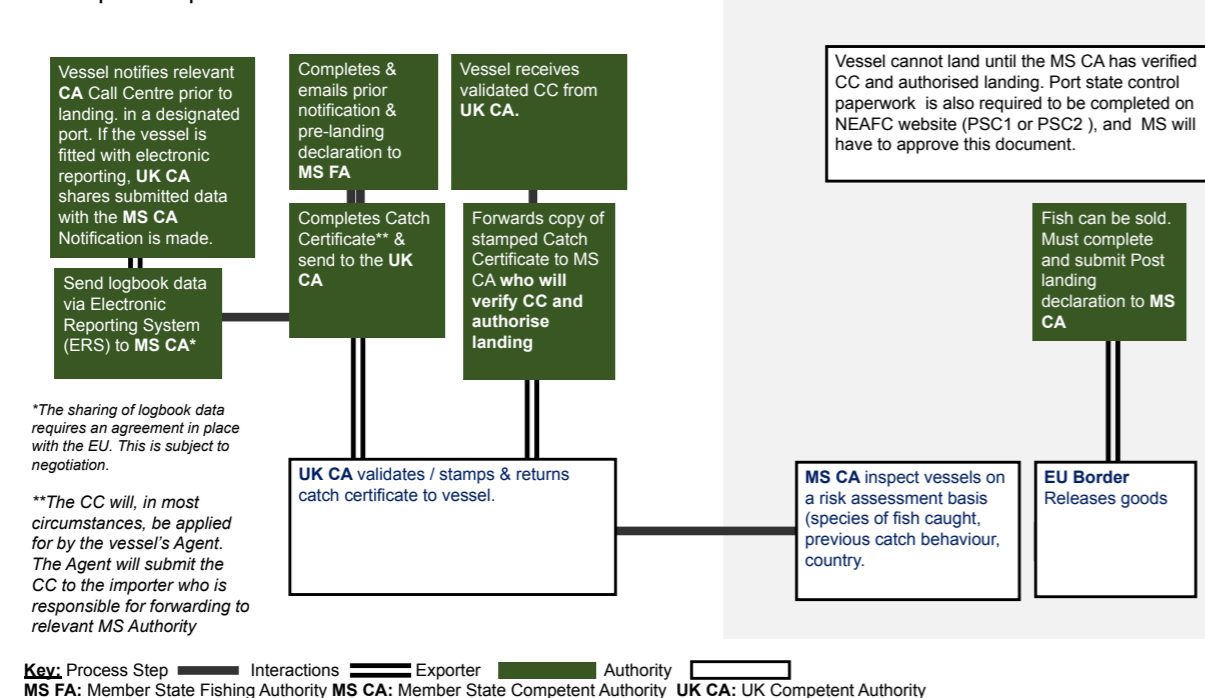 Vessel notifies relevant
CA Call Centre prior to
landing. in a designated
port. If the vessel is
fitted with electronic
reporting, UK CA
shares submitted data
with the MS CA
Notification is made.
Send logbook data
via Electronic
Reporting System
(ERS) to MS CA*
Completes &
emails prior
notification &
pre-landing
declaration to
MS FA
Completes Catch
Certificate** &
send to the UK
CA
Vessel receives
validated CC from
UK CA.
Forwards copy of
stamped Catch
Certificate to MS
CA who will
verify CC and
authorise
landing
Vessel cannot land until the MS CA has verified
CC and authorised landing. Port state control
paperwork is also required to be completed on
NEAFC website (PSC1 or PSC2 ), and MS will
have to approve this document.
Fish can be sold.
Must complete
and submit Post
landing
declaration to MS
CA
*The sharing of logbook data
requires an agreement in place
with the EU. This is subject to
negotiation.
**The CC will, in most
circumstances, be applied
for by the vessel's Agent.
The Agent will submit the
CC to the importer who is
responsible for forwarding to
relevant MS Authority
UK CA validates / stamps & returns
catch certificate to vessel.
MS CA inspect vessels on
a risk assessment basis
(species of fish caught,
previous catch behaviour,
country.
EU Border
Releases goods
Key: Process Step Interactions Exporter Authority
MS FA: Member State Fishing Authority MS CA: Member State Competent Authority UK CA: UK Competent Authority